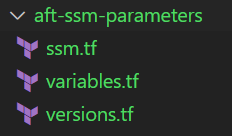 aft-ssm-parameters
ssm.tf
variables.tf
versions.tf